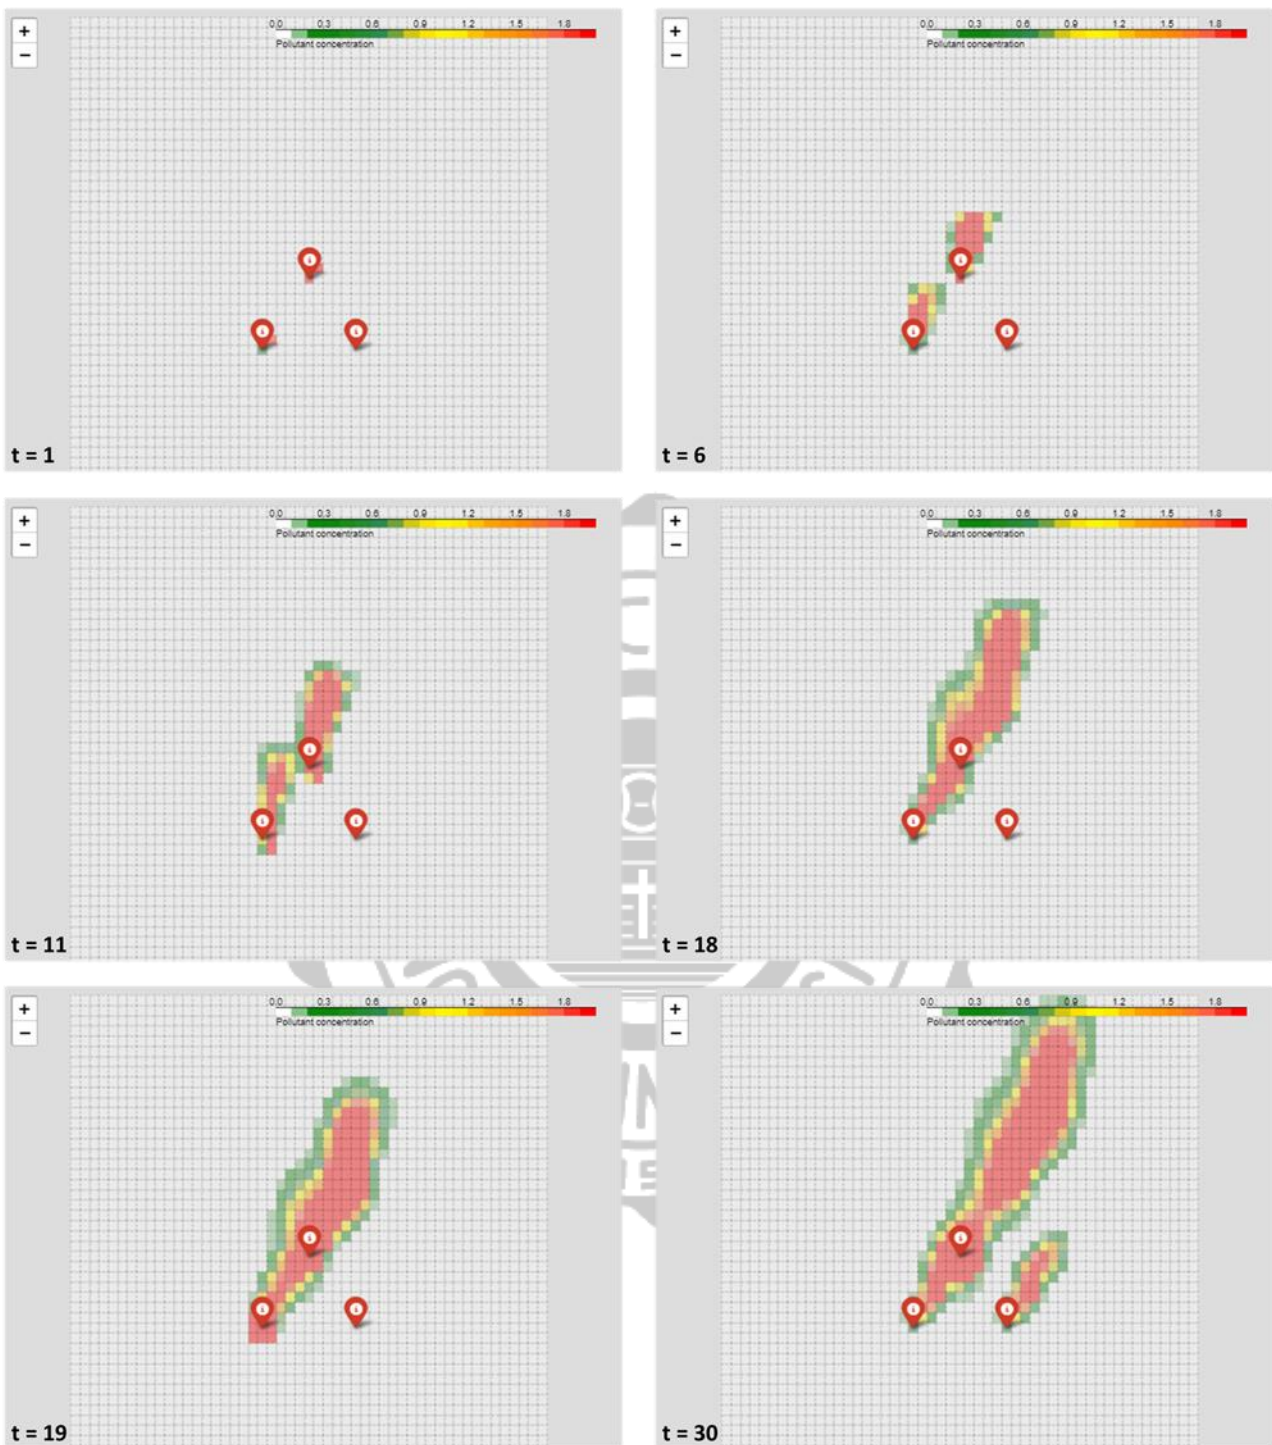 +
−
0.0 0.3 0.6 0.9 1.2 1.5 1.8
Pollutant concentration
t = 1
+
−
0.0 0.3 0.6 0.9 1.2 1.5 1.8
Pollutant concentration
t = 6
+
−
0.0 0.3 0.6 0.9 1.2 1.5 1.8
Pollutant concentration
t = 11
+
−
0.0 0.3 0.6 0.9 1.2 1.5 1.8
Pollutant concentration
t = 18
+
−
0.0 0.3 0.6 0.9 1.2 1.5 1.8
Pollutant concentration
t = 19
+
−
0.0 0.3 0.6 0.9 1.2 1.5 1.8
Pollutant concentration
t = 30